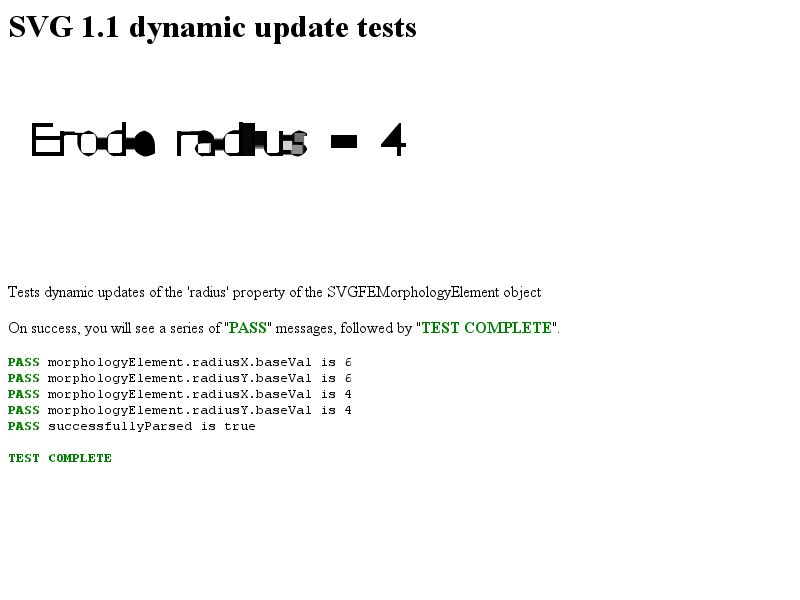 SVG 1.1 dynamic update tests
Erode radius = 4
Tests dynamic updates of the 'radius' property of the SVGFEMorphologyElement object
On success, you will see a series of "PASS" messages, followed by "TEST COMPLETE".
PASS morphologyElement.radiusX.baseVal is 6
PASS morphologyElement.radiusY.baseVal is 6
PASS morphologyElement.radiusX.baseVal is 4
PASS morphologyElement.radiusY.baseVal is 4
PASS successfullyParsed is true
TEST COMPLETE